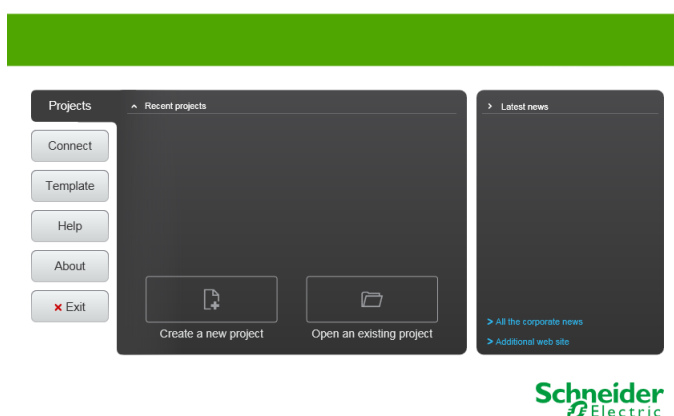 Projects
Recent projects
Latest news
Connect
Template
Help
About
Exit
Create a new project
Open an existing project
> All the corporate news
> Additional web site
Schneider
Electric